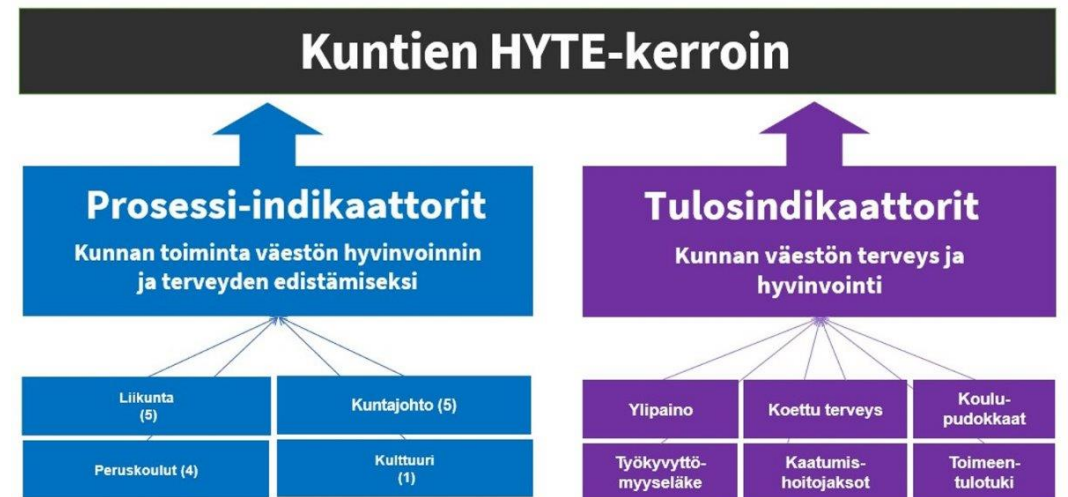 Kuntien HYTE-kerroin
Prosessi-indikaattorit
Kunnan toiminta väestön hyvinvoinnin
ja terveyden edistämiseksi
Tulosindikaattorit
Kunnan väestön terveys ja
hyvinvointi
Liikunta
(5)
Kuntajohto (5)
Peruskoulut (4)
Kulttuuri
(1)
Ylipaino
Koettu terveys
Koulu-
pudokkaat
Työkyvyttö-
myyseläke
Kaatumis-
hoitojaksot
Toimeen-
tulotuki